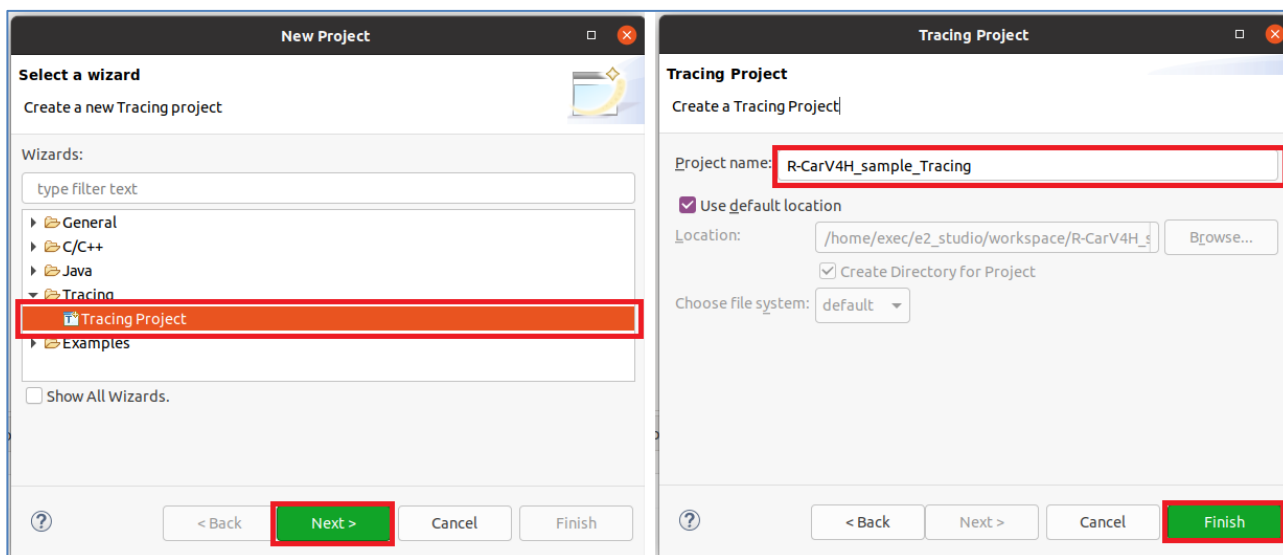 New Project
Select a wizard
Create a new Tracing project
Wizards:
type filter text
General
C/C++
Java
Tracing
Tracing Project
Examples
Show All Wizards.
?
< Back
Next >
Cancel
Finish
Tracing Project
Tracing Project
Create a Tracing Project
Project name: R-CarV4H_sample_Tracing
Use default location
Location: /home/exec/e2_studio/workspace/R-CarV4H_s Browse...
Create Directory for Project
Choose file system: default
?
< Back
Next >
Cancel
Finish